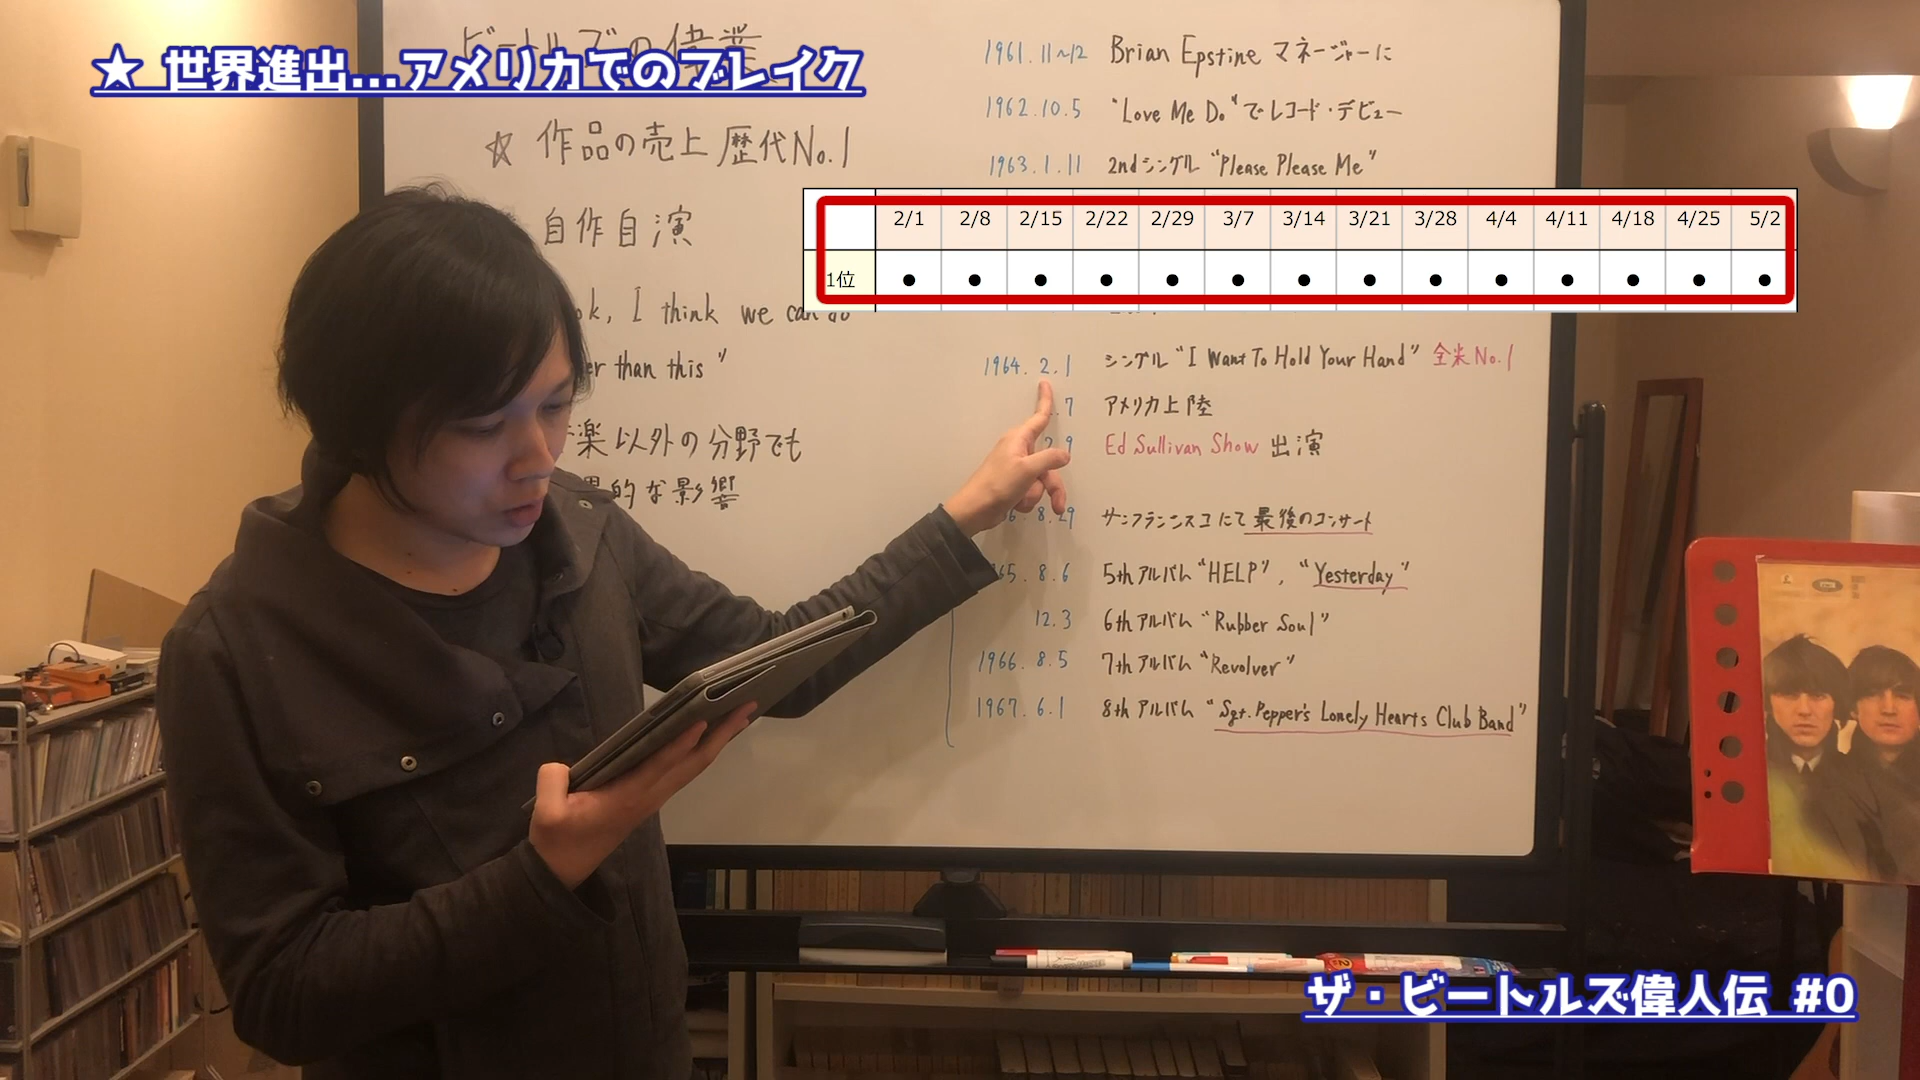 ★ 世界進出...アメリカでのブレイク
ビートルズの偉業
☆ 作品の売上 歴代No.1
自作自演
ok, I think we can do
er than this"
楽以外の分野でも
的な影響
1961.11~12 Brian Epstine マネージャーに
1962.10.5 "Love Me Do"でレコード・デビュー
1963.1.11 2ndシングル "Please Please Me"
2/1 2/8 2/15 2/22 2/29 3/7 3/14 3/21 3/28 4/4 4/11 4/18 4/25 5/2
1位 ● ● ● ● ● ● ● ● ● ● ● ● ● ●
1964.2.1 シングル "I Want To Hold Your Hand" 全米No.1
.7 アメリカ上陸
2.9 Ed Sullivan Show 出演
6.8.29 サンフランシスコにて最後のコンサート
65.8.6 5thアルバム "HELP", "Yesterday"
12.3 6thアルバム "Rubber Soul"
1966.8.5 7thアルバム "Revolver"
1967.6.1 8thアルバム "Sgt. Pepper's Lonely Hearts Club Band"
ザ・ビートルズ偉人伝 #0